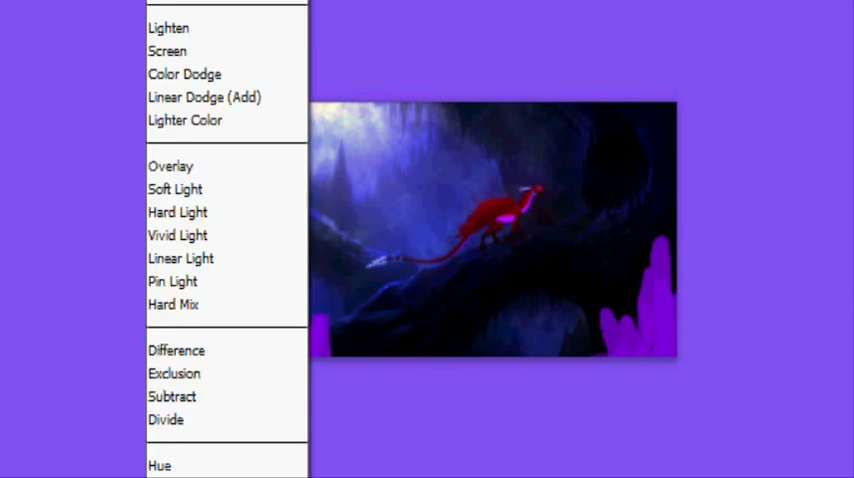 Lighten
Screen
Color Dodge
Linear Dodge (Add)
Lighter Color
Overlay
Soft Light
Hard Light
Vivid Light
Linear Light
Pin Light
Hard Mix
Difference
Exclusion
Subtract
Divide
Hue